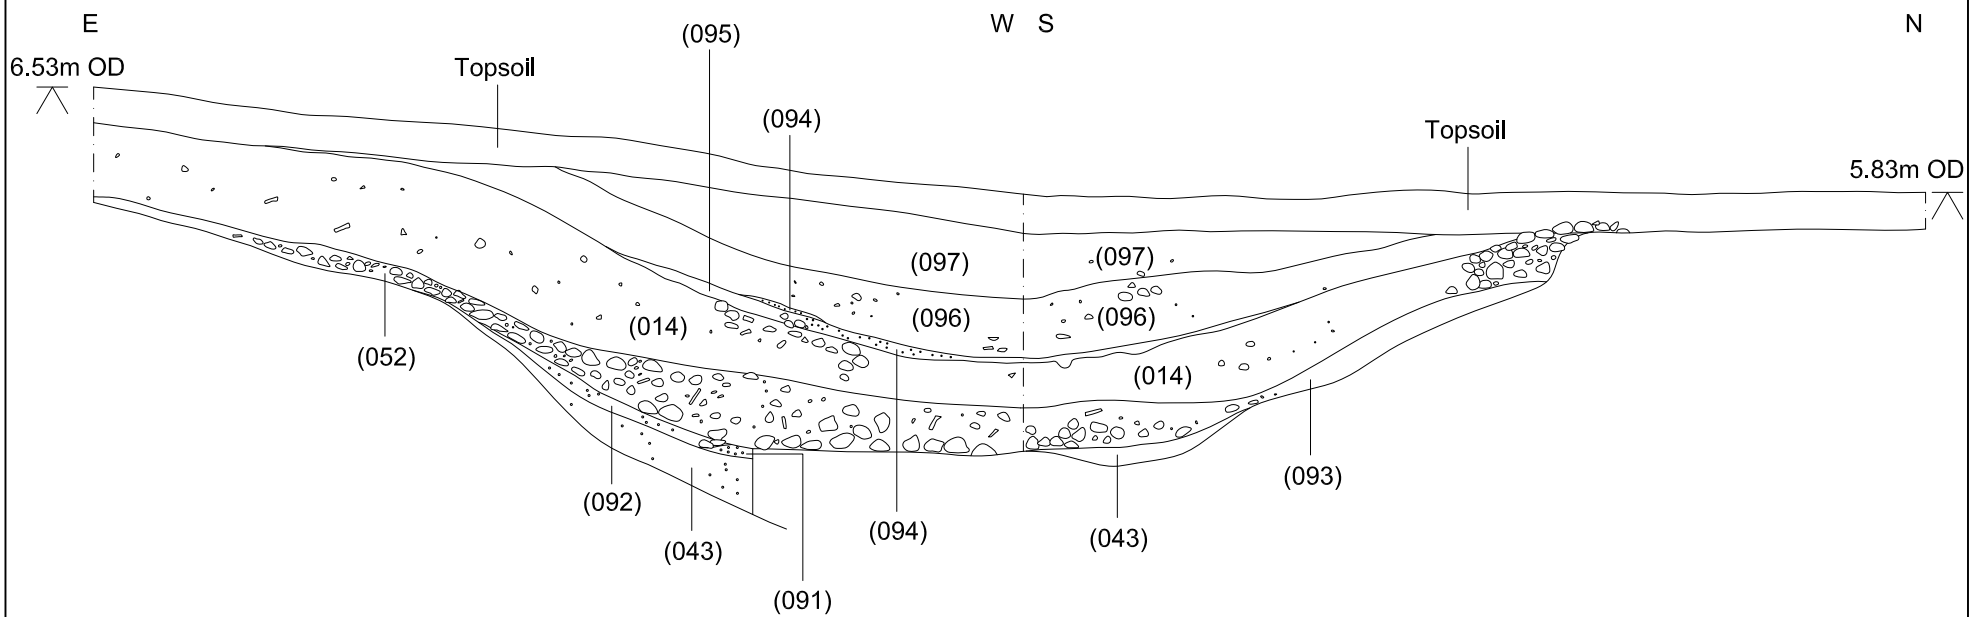 E
W S
N
(095)
6.53m OD
Topsoil
(094)
Topsoil
5.83m OD
(097)
(097)
(096)
(096)
(014)
(052)
(014)
(092)
(093)
(094)
(043)
(043)
(091)